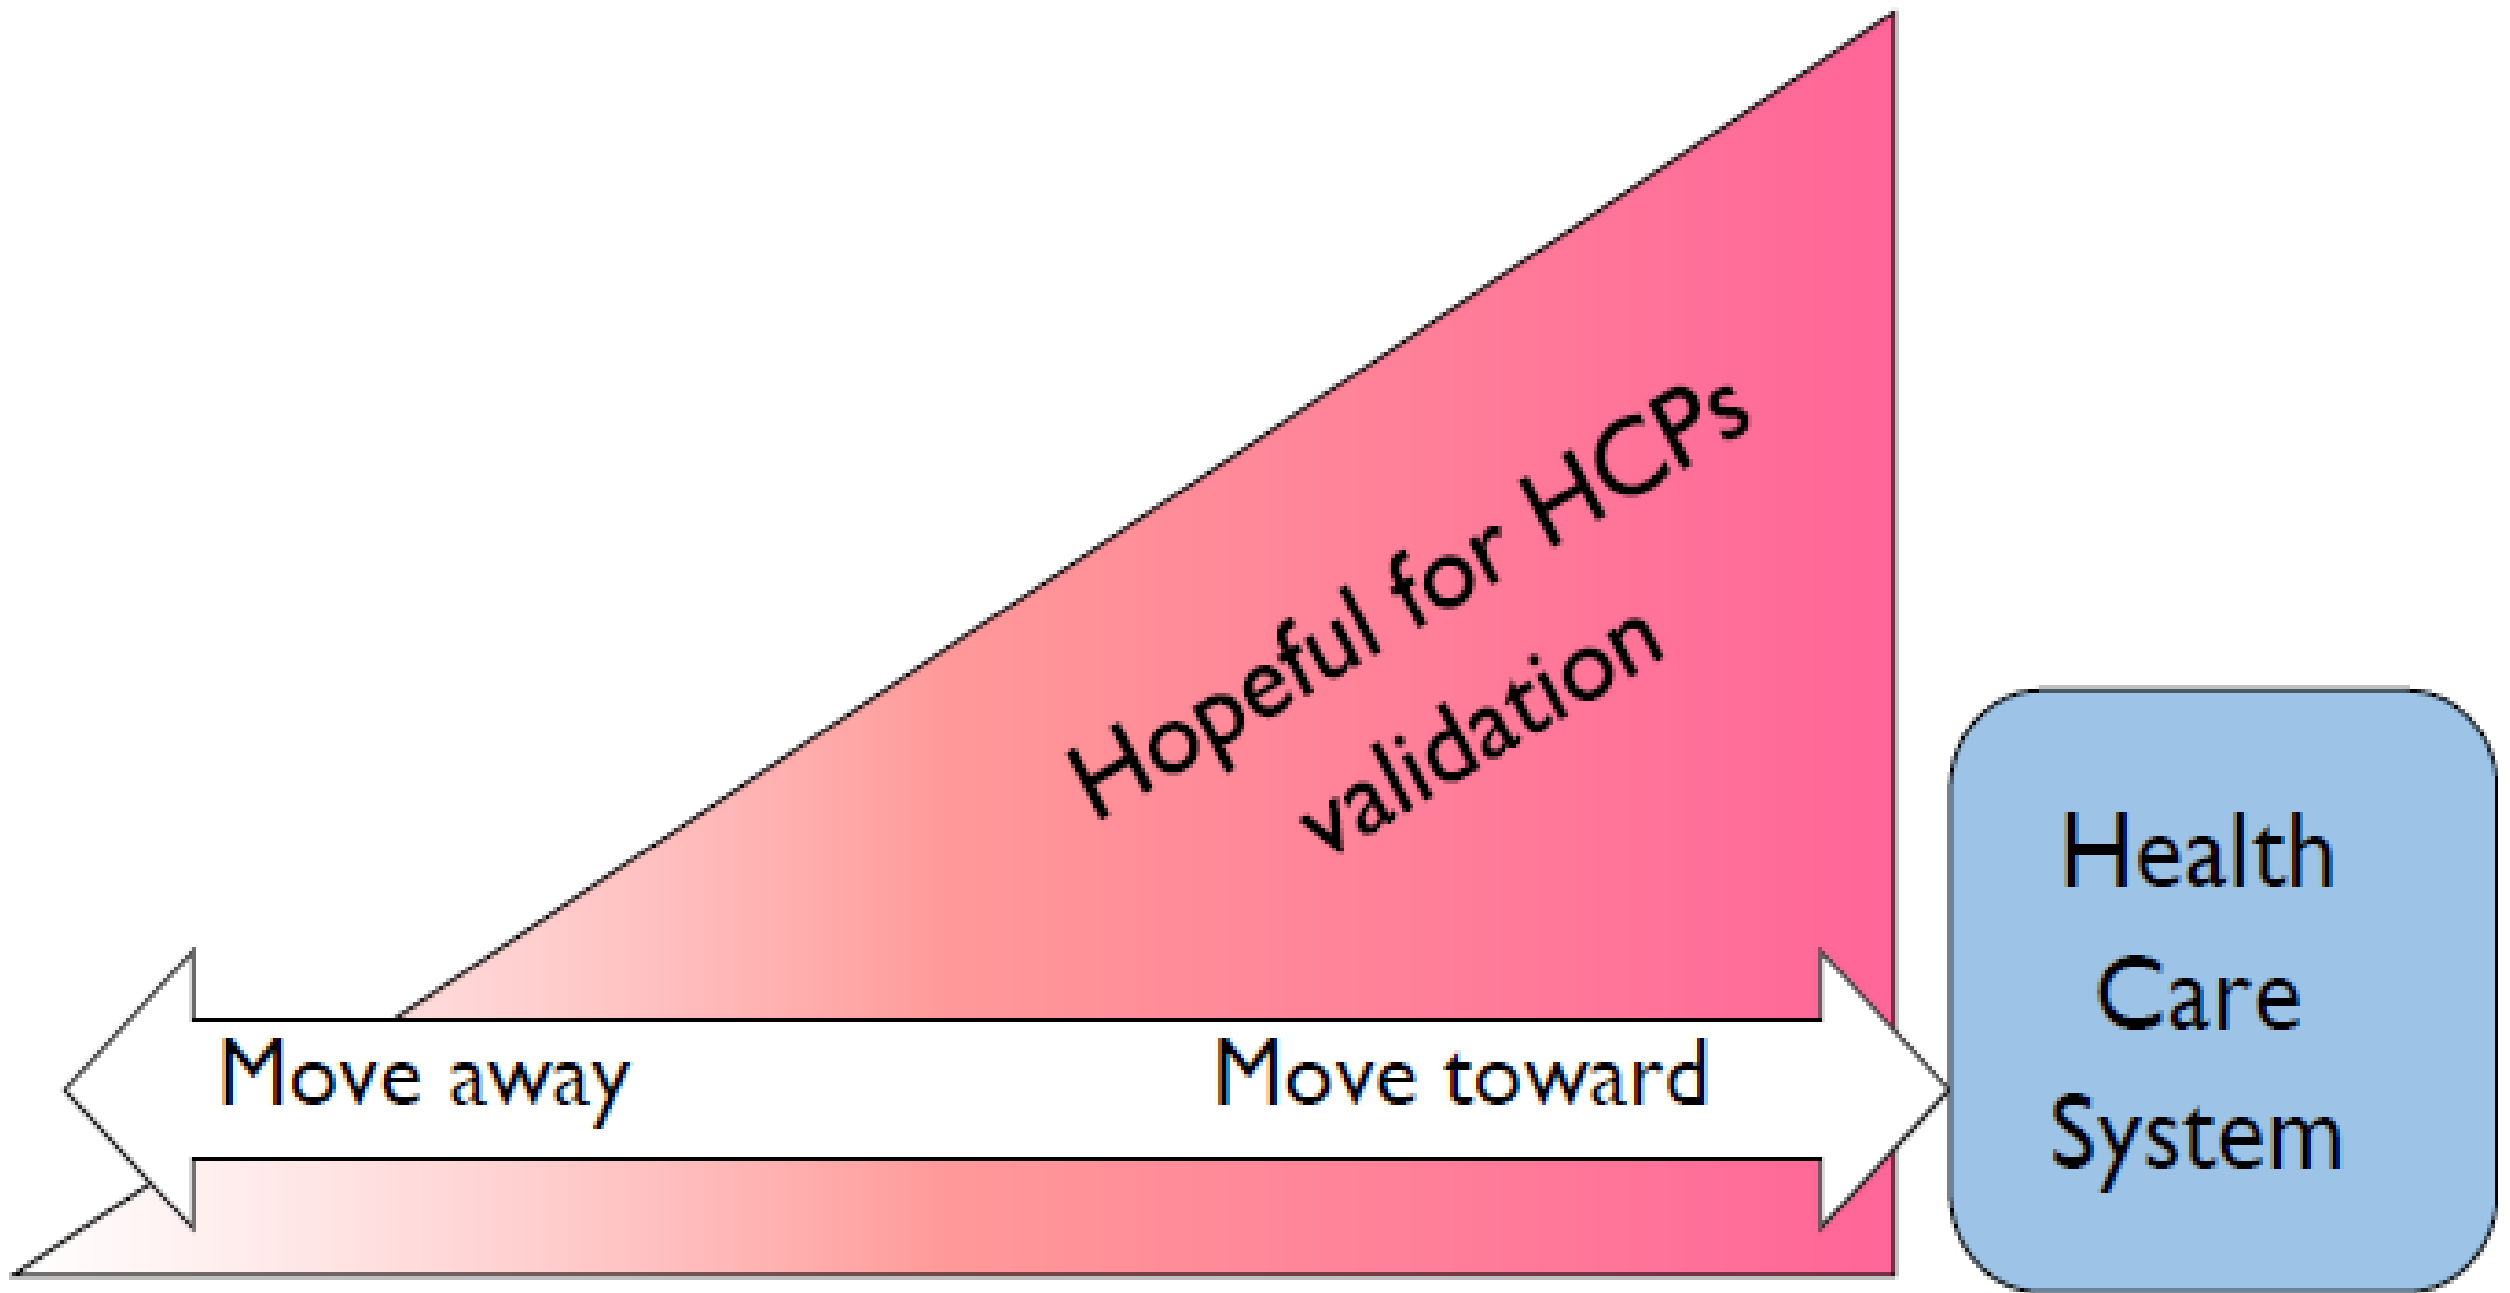 Hopeful for HCPs
validation
Move away
Move toward
Health
Care
System